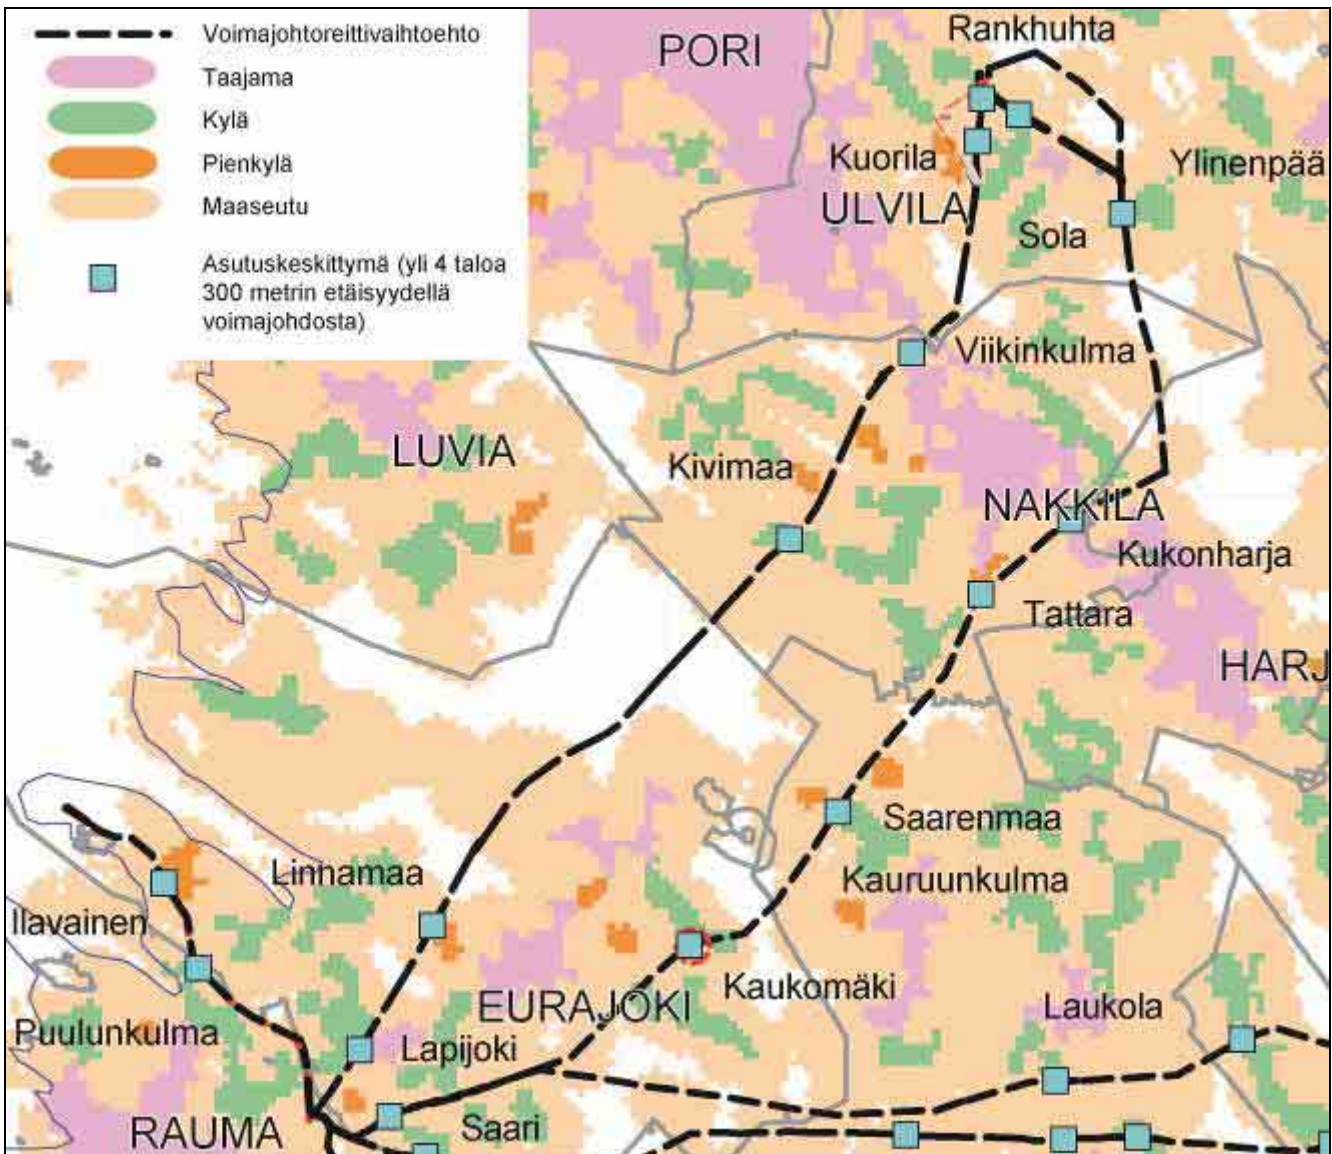 Voimajohtoreittivaihtoehto
Taajama
Kylä
Pienkylä
Maaseutu
Asutuskeskittymä (yli 4 taloa
300 metrin etäisyydellä
voimajohdosta)
Rankhuhta
PORI
Kuorila
Ylinenpää
ULVILA
Sola
Viikinkulma
LUVIA
Kivimaa
NAKKILA
Kukonharja
Tattara
HARJ
Saarenmaa
Linnamaa
Kauruunkulma
Ilavainen
Kaukomäki
EURAJOKI
Laukola
Puulunkulma
Lapijoki
RAUMA
Saari